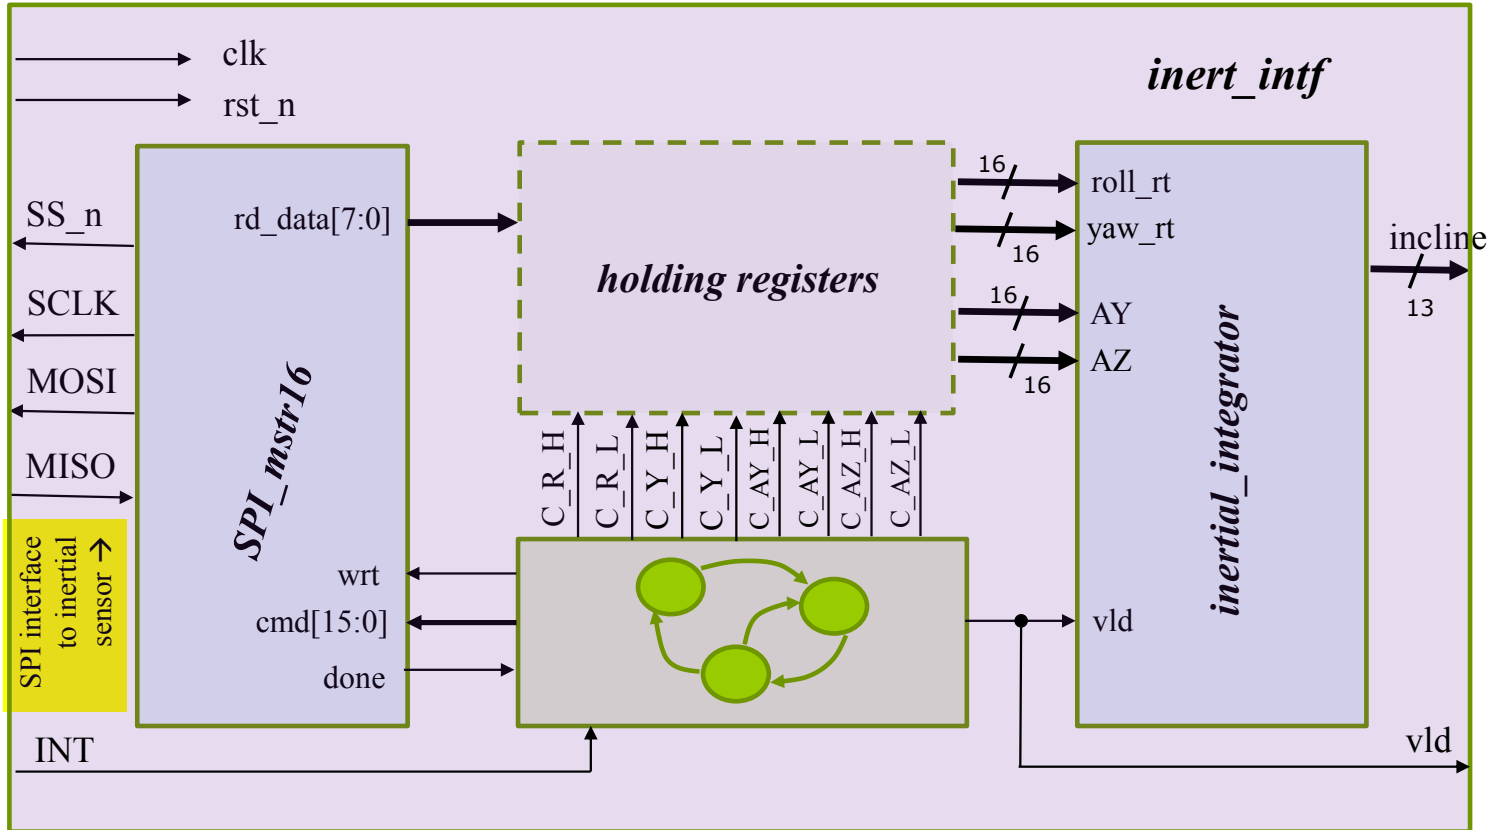 clk
rst_n
inert_intf
SS_n
SCLK
MOSI
MISO
SPI interface
to inertial
sensor →
INT
rd_data[7:0]
SPI_mstr16
wrt
cmd[15:0]
done
holding registers
C_R_H
C_R_L
C_Y_H
C_Y_L
C_AY_H
C_AY_L
C_AZ_H
C_AZ_L
16
16
16
16
roll_rt
yaw_rt
AY
AZ
inertial_integrator
vld
incline
13
vld